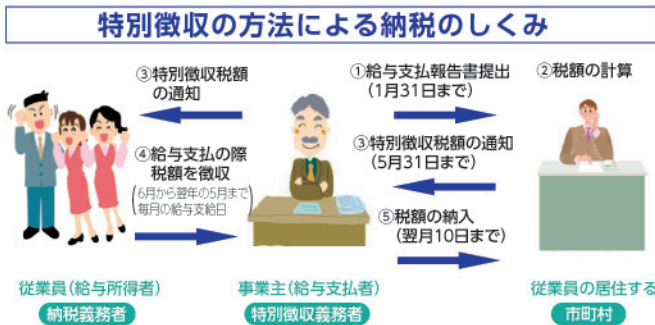 特別徴収の方法による納税のしくみ
③特別徴収税額
の通知
①給与支払報告書提出
(1月31日まで)
②税額の計算
④給与支払の際
税額を徴収
(6月から翌年の5月まで
毎月の給与支給日)
③特別徴収税額の通知
(5月31日まで)
⑤税額の納入
(翌月10日まで)
従業員(給与所得者)
納税義務者
事業主(給与支払者)
特別徴収義務者
従業員の居住する
市町村